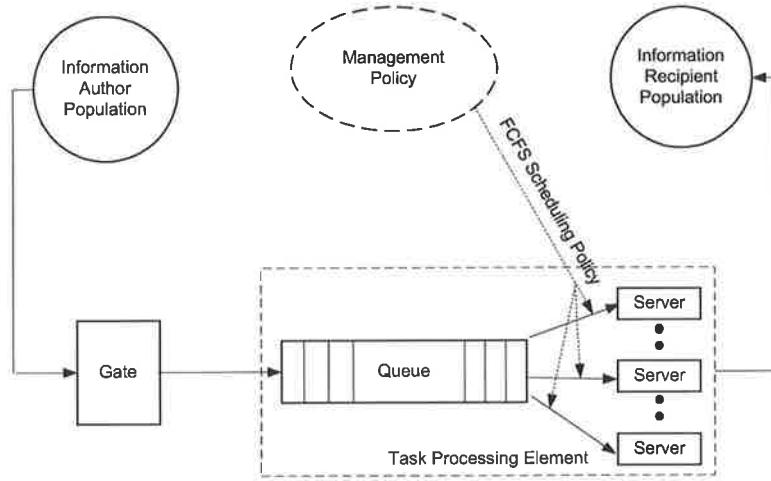 Information
Author
Population
Management
Policy
Information
Recipient
Population
FCFS Scheduling Policy
Gate
Queue
Server
Server
Server
Task Processing Element